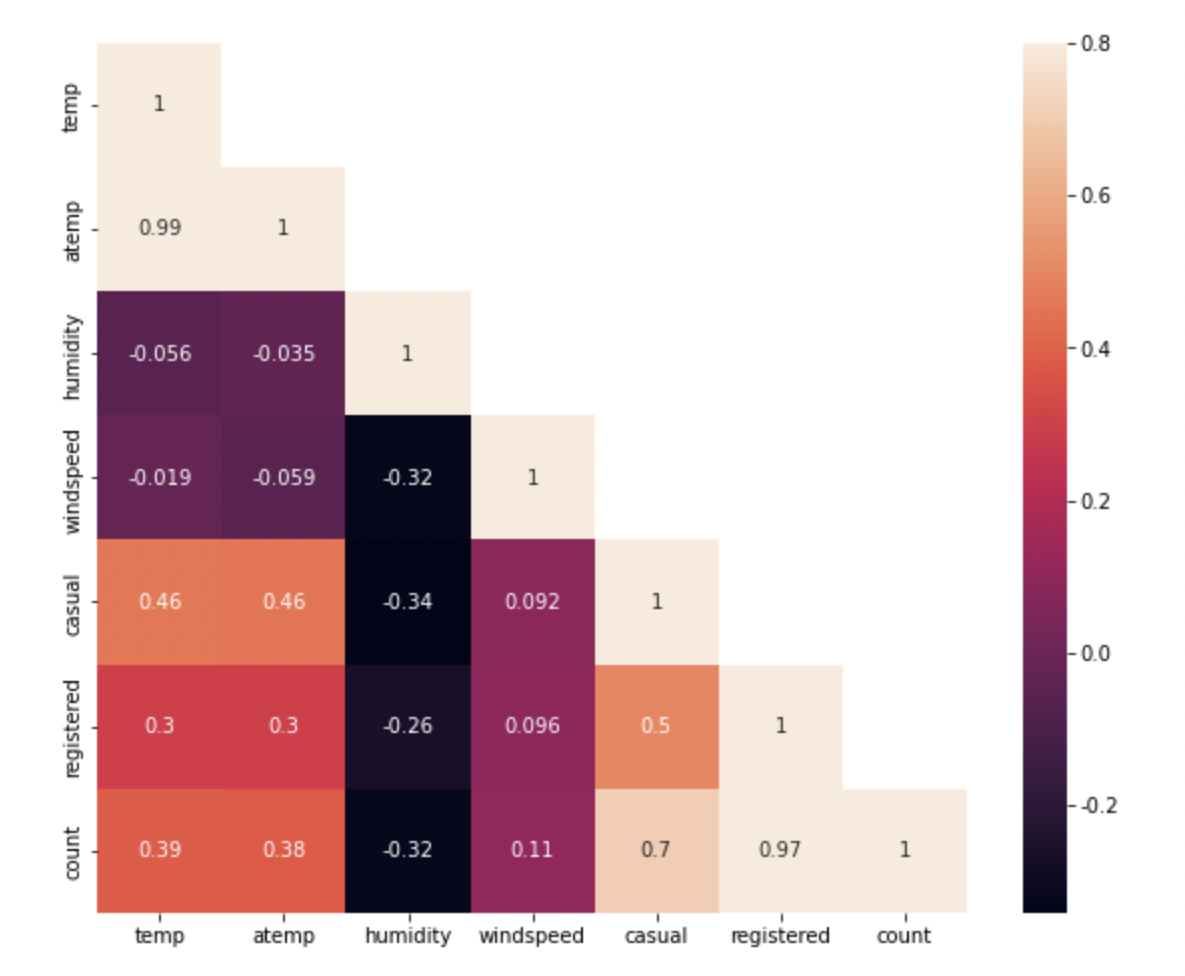 temp 1
atemp 0.99 1
humidity -0.056 -0.035 1
windspeed -0.019 -0.059 -0.32 1
casual 0.46 0.46 -0.34 0.092 1
registered 0.3 0.3 -0.26 0.096 0.5 1
count 0.39 0.38 -0.32 0.11 0.7 0.97 1
temp atemp humidity windspeed casual registered count
0.8
0.6
0.4
0.2
0.0
-0.2